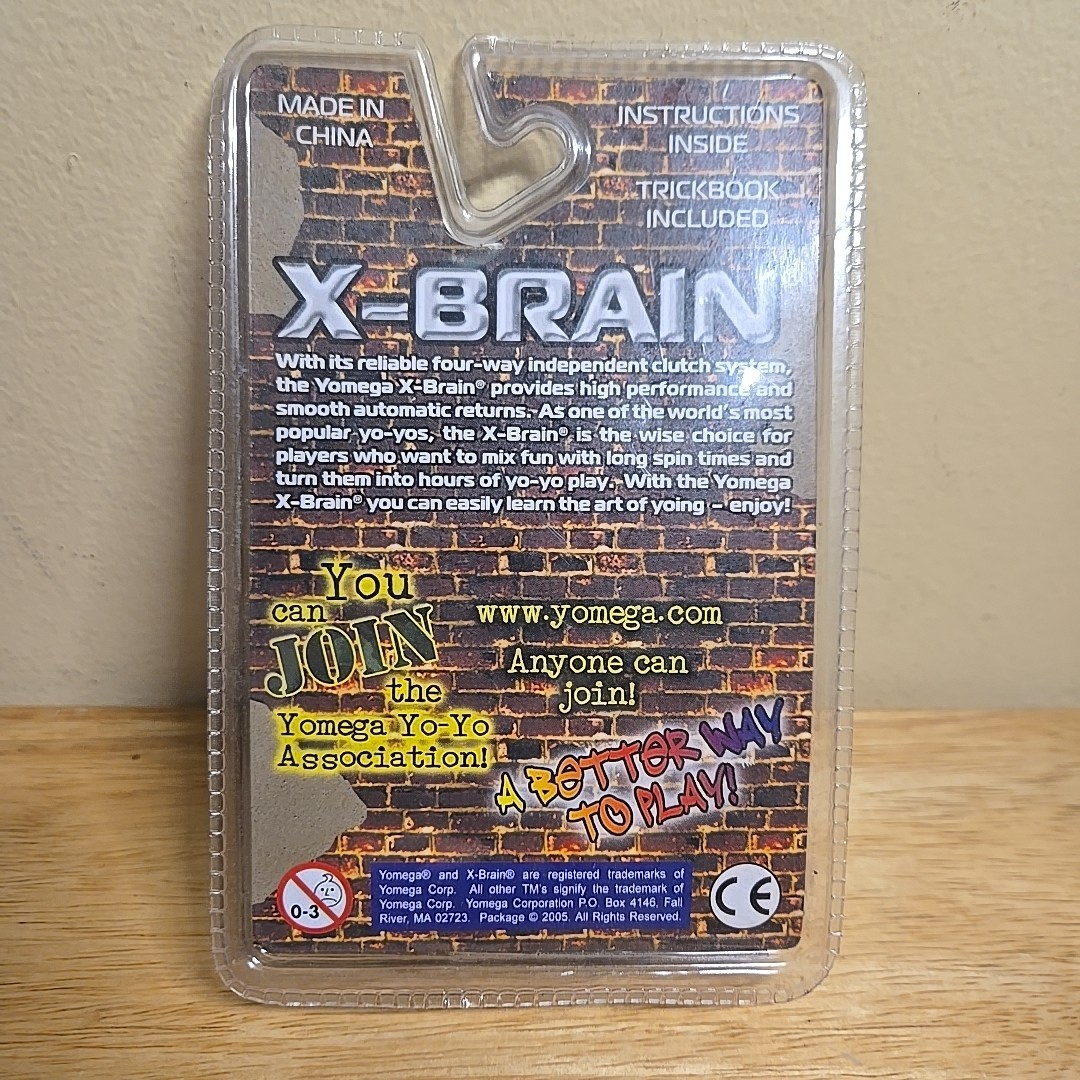 MADE IN
CHINA
INSTRUCTIONS
INSIDE
TRICKBOOK
INCLUDED
X-BRAIN
With its reliable four-way independent clutch system,
the Yomega X-Brain® provides high performance and
smooth automatic returns. As one of the world's most
popular yo-yos, the X-Brain® is the wise choice for
players who want to mix fun with long spin times and
turn them into hours of yo-yo play. With the Yomega
X-Brain® you can easily learn the art of yoing – enjoy!
You
can
JOIN
the
Yomega Yo-Yo
Association!
www.yomega.com
Anyone can
join!
A BETTER WAY
TO PLAY!™
0-3
Yomega® and X-Brain® are registered trademarks of
Yomega Corp. All other TM's signify the trademark of
Yomega Corp. Yomega Corporation P.O. Box 4146, Fall
River, MA 02723. Package © 2005. All Rights Reserved.
CE